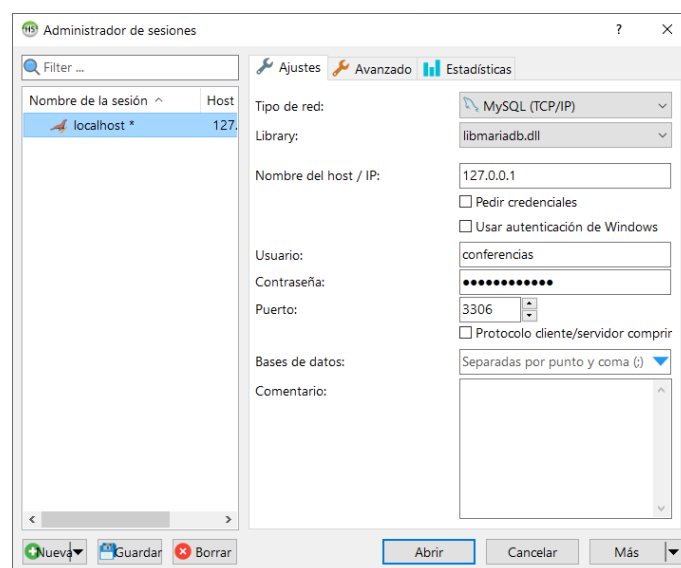 HS Administrador de sesiones
Filter ...
Nombre de la sesión Host
localhost * 127.
Ajustes Avanzado Estadísticas
Tipo de red: MySQL (TCP/IP)
Library: libmariadb.dll
Nombre del host / IP: 127.0.0.1
Pedir credenciales
Usar autenticación de Windows
Usuario: conferencias
Contraseña: ●●●●●●●●●●●●
Puerto: 3306
Protocolo cliente/servidor comprir
Bases de datos: Separadas por punto y coma (;)
Comentario:
Nueva Guardar Borrar Abrir Cancelar Más